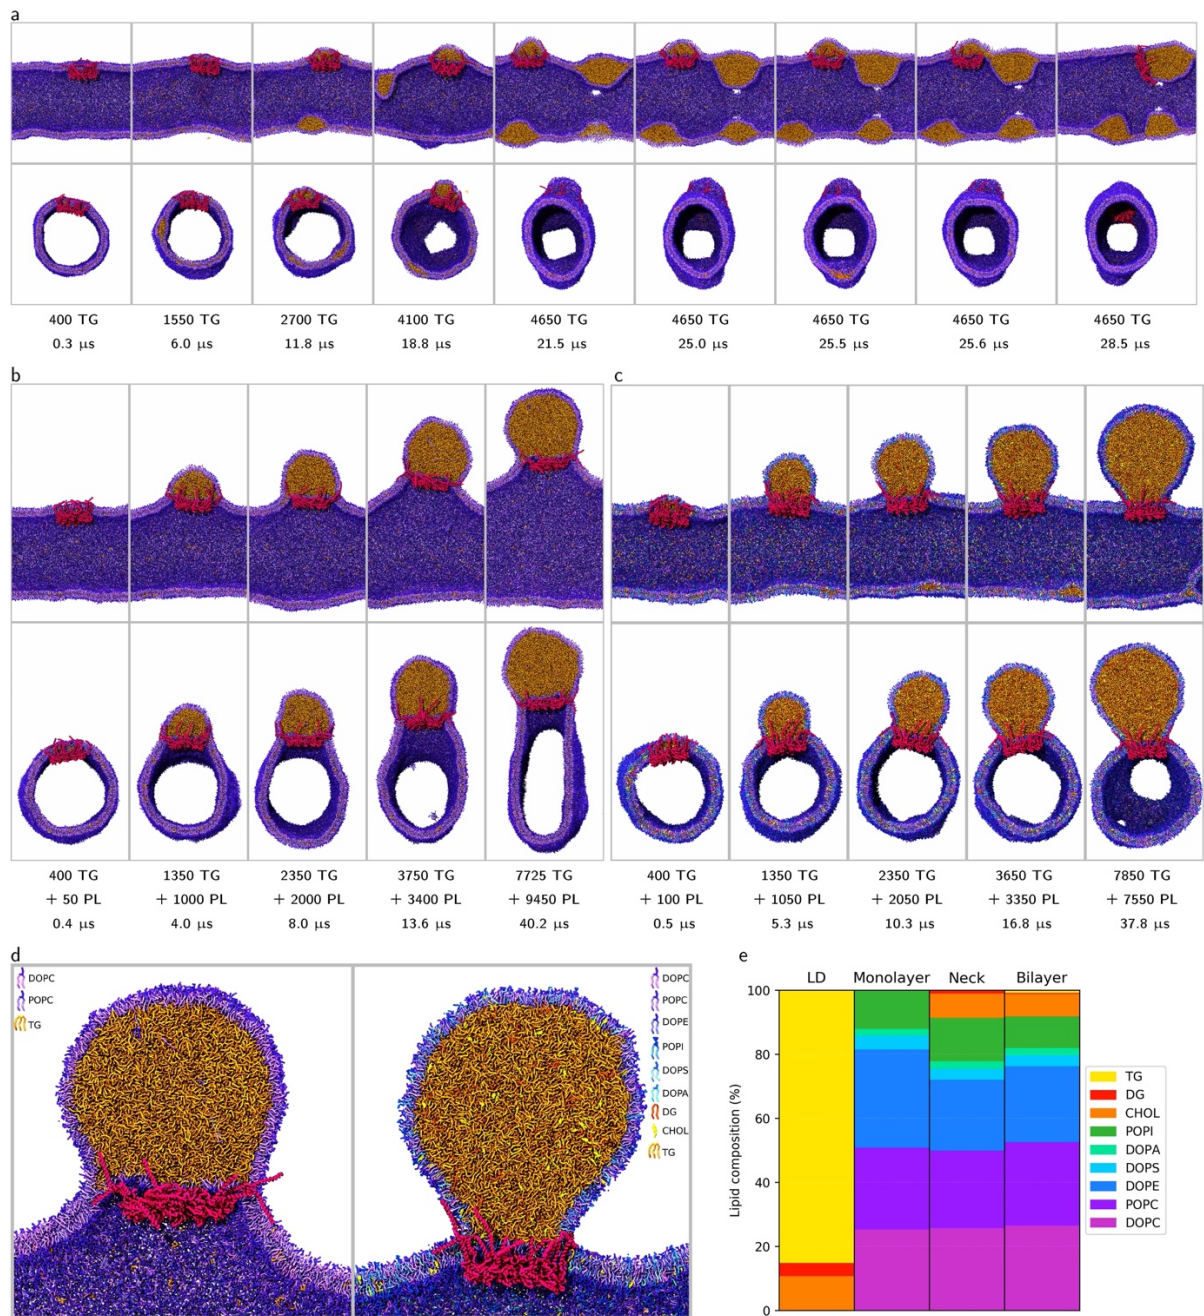 a
400 TG 1550 TG 2700 TG 4100 TG 4650 TG 4650 TG 4650 TG 4650 TG 4650 TG
0.3 μs 6.0 μs 11.8 μs 18.8 μs 21.5 μs 25.0 μs 25.5 μs 25.6 μs 28.5 μs
b
400 TG 1350 TG 2350 TG 3750 TG 7725 TG
+ 50 PL + 1000 PL + 2000 PL + 3400 PL + 9450 PL
0.4 μs 4.0 μs 8.0 μs 13.6 μs 40.2 μs
c
400 TG 1350 TG 2350 TG 3650 TG 7850 TG
+ 100 PL + 1050 PL + 2050 PL + 3350 PL + 7550 PL
0.5 μs 5.3 μs 10.3 μs 16.8 μs 37.8 μs
d
DOPC
POPC
TG
DOPC
POPC
DOPE
POPI
DOPS
DOPA
DG
CHOL
TG
e
LD Monolayer Neck Bilayer
Lipid composition (%)
100
80
60
40
20
0
TG
DG
CHOL
POPI
DOPA
DOPS
DOPE
POPC
DOPC